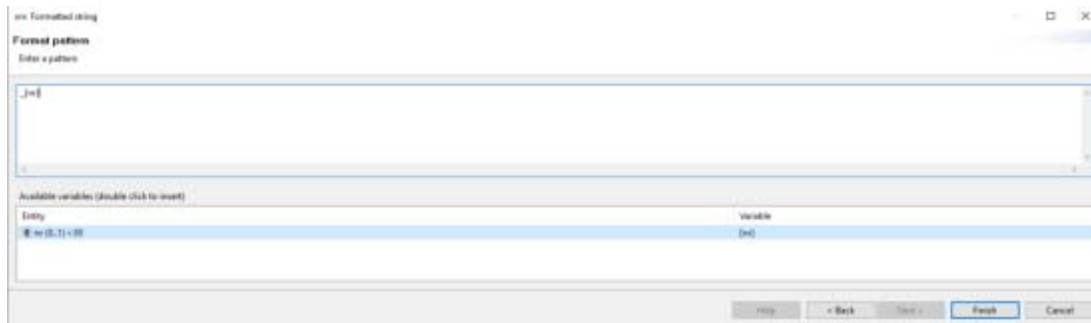 Formatted string
Format pattern
Enter a pattern
Available variables (double click to insert)
Entity
Variable
Help
< Back
Next >
Finish
Cancel